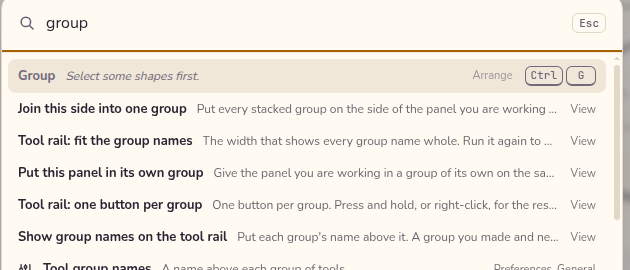 group Esc
Group Select some shapes first. Arrange Ctrl G
Join this side into one group Put every stacked group on the side of the panel you are working ... View
Tool rail: fit the group names The width that shows every group name whole. Run it again to ... View
Put this panel in its own group Give the panel you are working in a group of its own on the sa... View
Tool rail: one button per group One button per group. Press and hold, or right-click, for the res... View
Show group names on the tool rail Put each group's name above it. A group you made and ne... View
Tool group names A name above each group of tools. Preferences, General